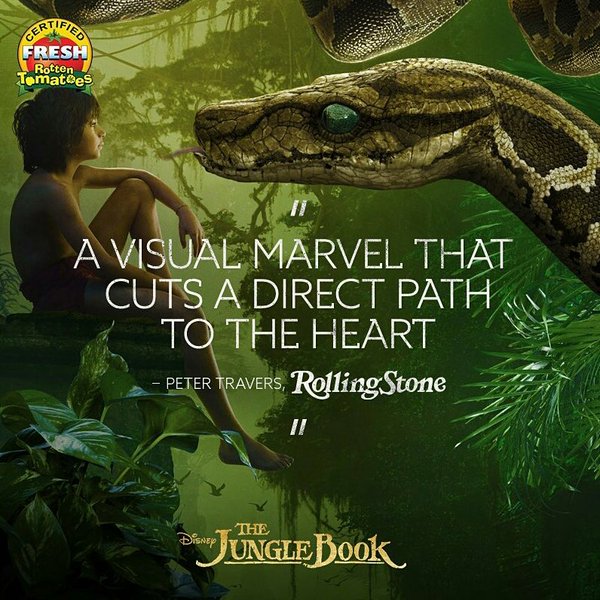 CERTIFIED
FRESH
Rotten
Tomatoes
"
A VISUAL MARVEL THAT
CUTS A DIRECT PATH
TO THE HEART
– PETER TRAVERS, RollingStone
"
Disney THE
JUNGLE BOOK